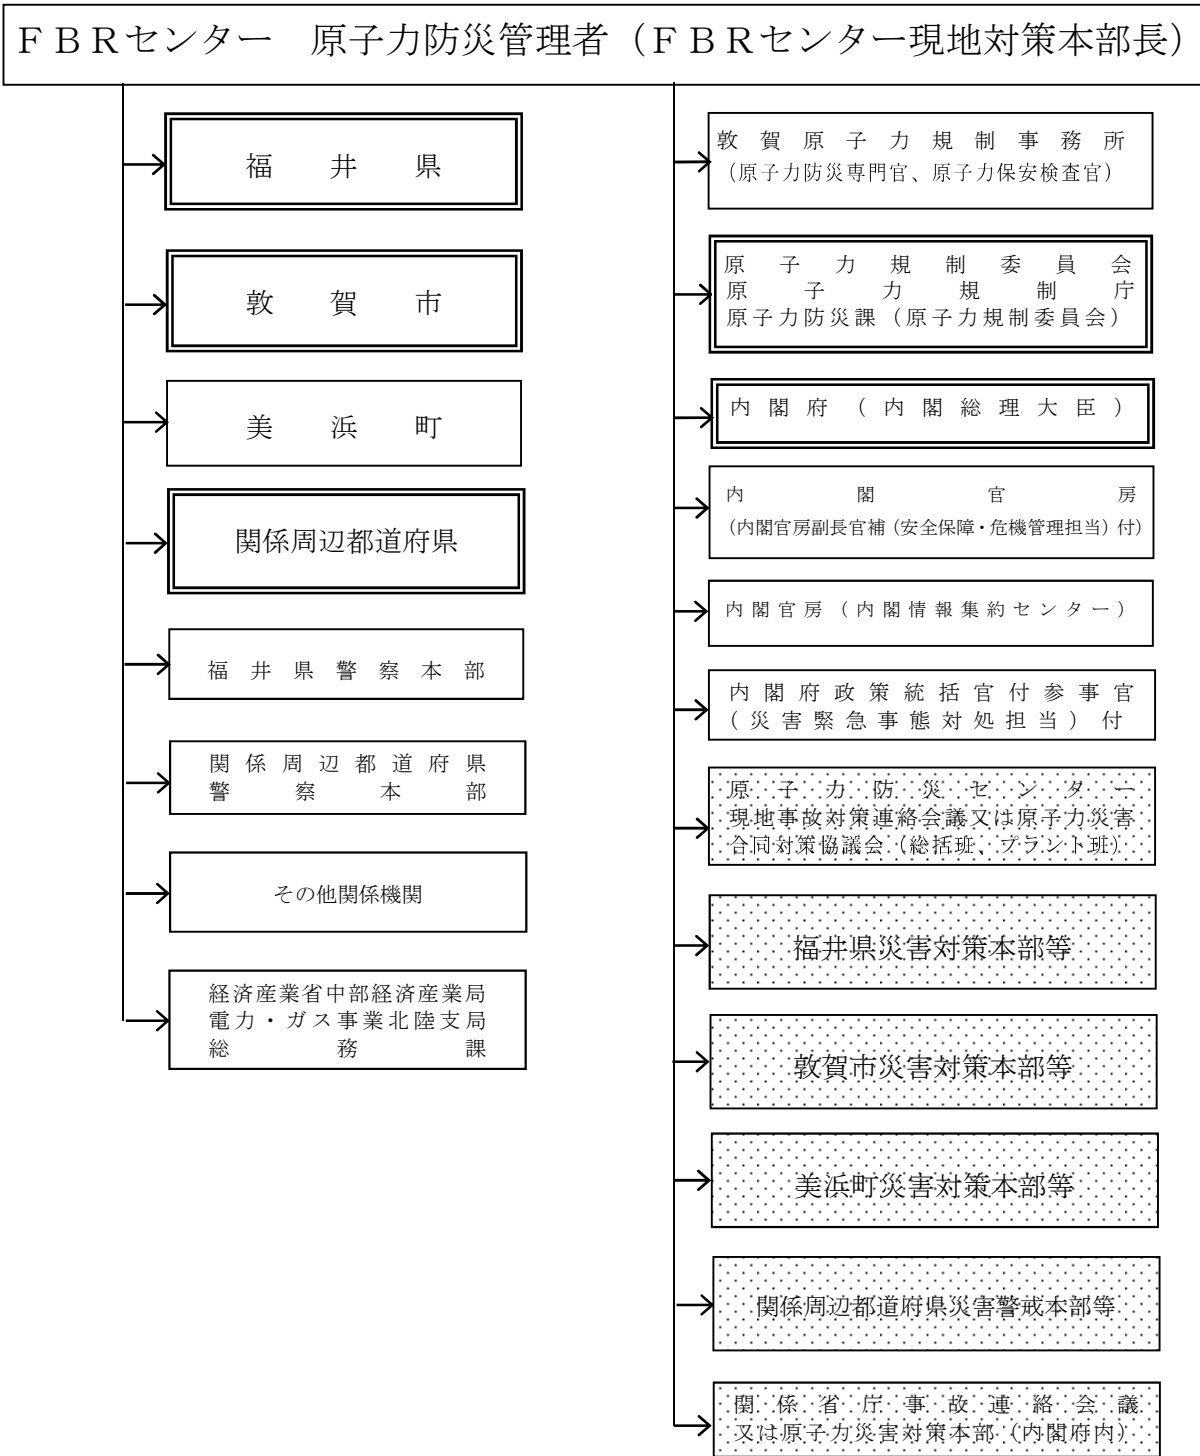 ＦＢＲセンター　原子力防災管理者（ＦＢＲセンター現地対策本部長）
福井県
敦賀市
美浜町
関係周辺都道府県
福井県警察本部
関係周辺都道府県
警察本部
その他関係機関
経済産業省中部経済産業局
電力・ガス事業北陸支局
総務課
敦賀原子力規制事務所
（原子力防災専門官、原子力保安検査官）
原子力規制委員会
原子力規制庁
原子力防災課（原子力規制委員会）
内閣府（内閣総理大臣）
内閣官房
（内閣官房副長官補（安全保障・危機管理担当）付）
内閣官房（内閣情報集約センター）
内閣府政策統括官付参事官
（災害緊急事態対処担当）付
原子力防災センター
現地事故対策連絡会議又は原子力災害
合同対策協議会（総括班、プラント班）
福井県災害対策本部等
敦賀市災害対策本部等
美浜町災害対策本部等
関係周辺都道府県災害警戒本部等
関係省庁事故連絡会議
又は原子力災害対策本部（内閣府内）